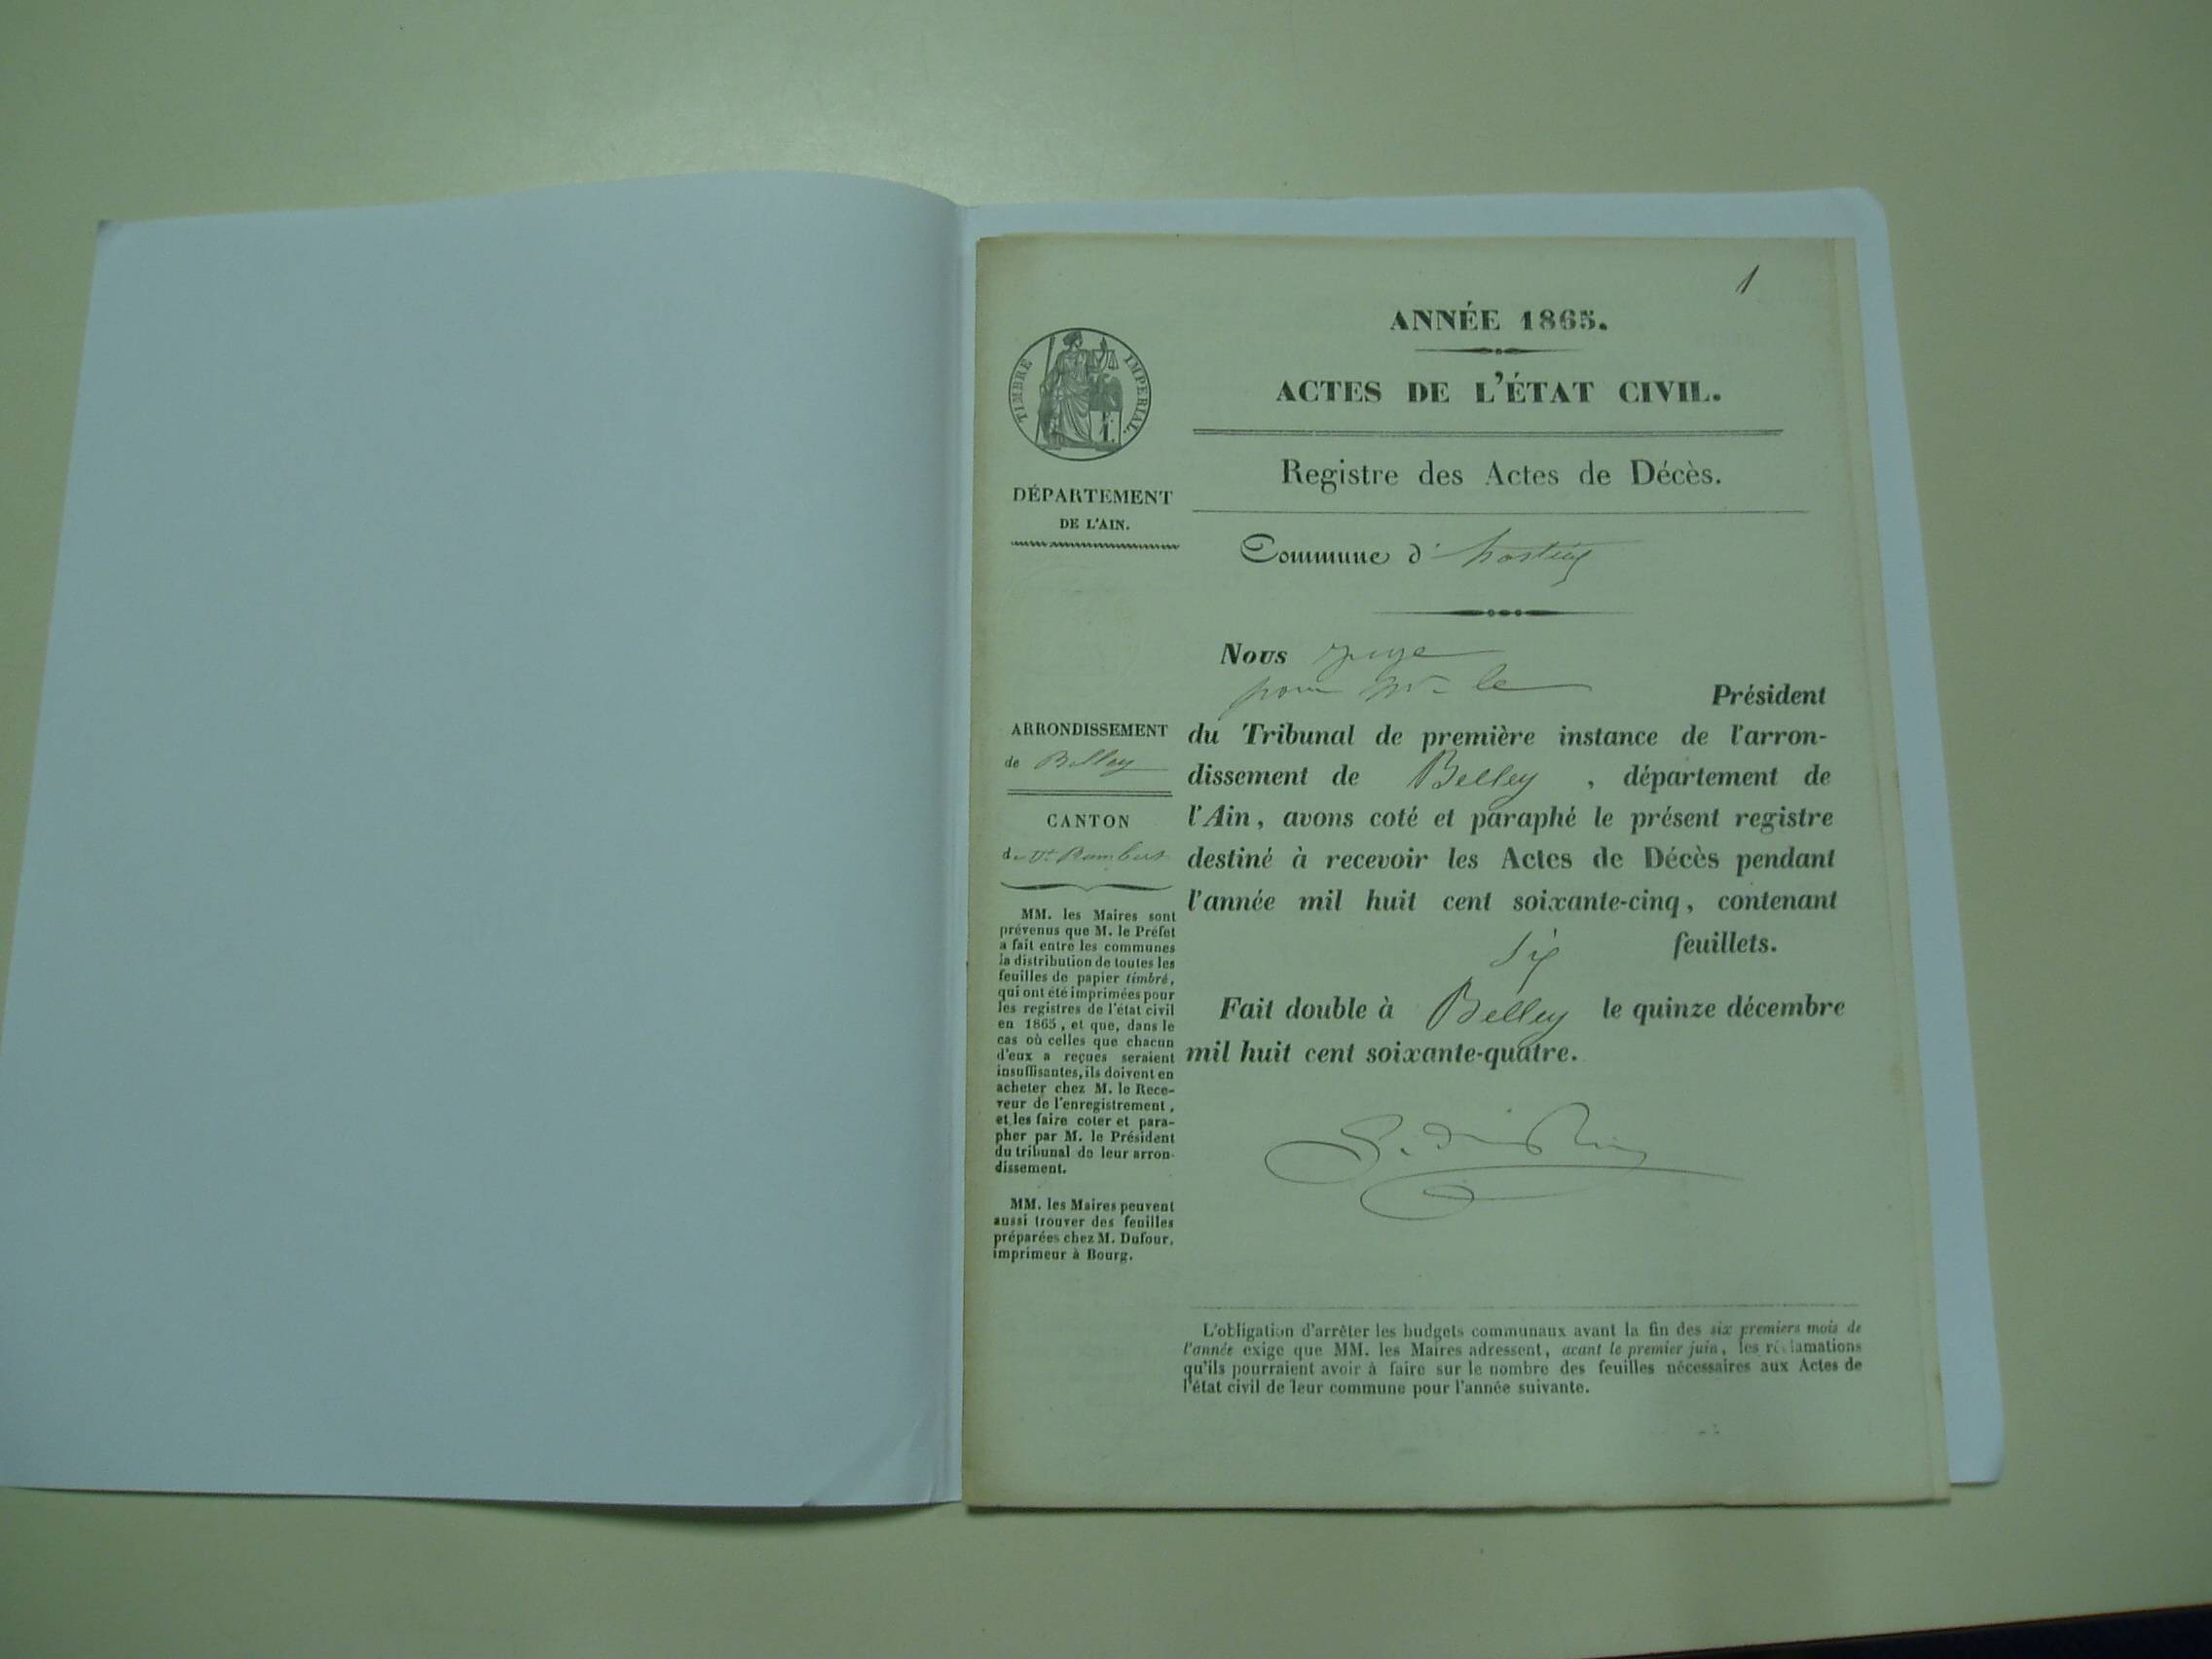 1
ANNÉE 1865.
ACTES DE L'ÉTAT CIVIL.
Registre des Actes de Décès.
Commune d'hostias
TIMBRE IMPERIAL.
DÉPARTEMENT
DE L'AIN.
ARRONDISSEMENT
de Belley
CANTON
de St Rambert
MM. les Maires sont
prévenus que M. le Préfet
a fait entre les communes
la distribution de toutes les
feuilles de papier timbré,
qui ont été imprimées pour
les registres de l'état civil
en 1865, et que, dans le
cas où celles que chacun
d'eux a reçues seraient
insuffisantes, ils doivent en
acheter chez M. le Rece-
veur de l'enregistrement,
et les faire coter et para-
pher par M. le Président
du tribunal de leur arron-
dissement.
MM. les Maires peuvent
aussi trouver des feuilles
préparées chez M. Dufour,
imprimeur à Bourg.
Nous juge
pour Mr le Président
du Tribunal de première instance de l'arron-
dissement de Belley, département de
l'Ain, avons coté et paraphé le présent registre
destiné à recevoir les Actes de Décès pendant
l'année mil huit cent soixante-cinq, contenant
six feuillets.
Fait double à Belley le quinze décembre
mil huit cent soixante-quatre.
L'obligation d'arrêter les budgets communaux avant la fin des six premiers mois de
l'année exige que MM. les Maires adressent, avant le premier juin, les réclamations
qu'ils pourraient avoir à faire sur le nombre des feuilles nécessaires aux Actes de
l'état civil de leur commune pour l'année suivante.